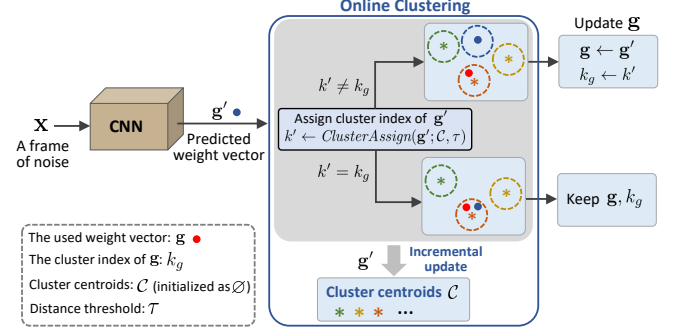 Online Clustering
Update g
g ← g′
k_g ← k′
k′ ≠ k_g
g′
X
CNN
A frame
of noise
Predicted
weight vector
Assign cluster index of g′
k′ ← ClusterAssign(g′; C, τ)
k′ = k_g
Keep g, k_g
The used weight vector: g
The cluster index of g: k_g
Cluster centroids: C (initialized as ∅)
Distance threshold: τ
g′
Incremental
update
Cluster centroids C
* * * ...